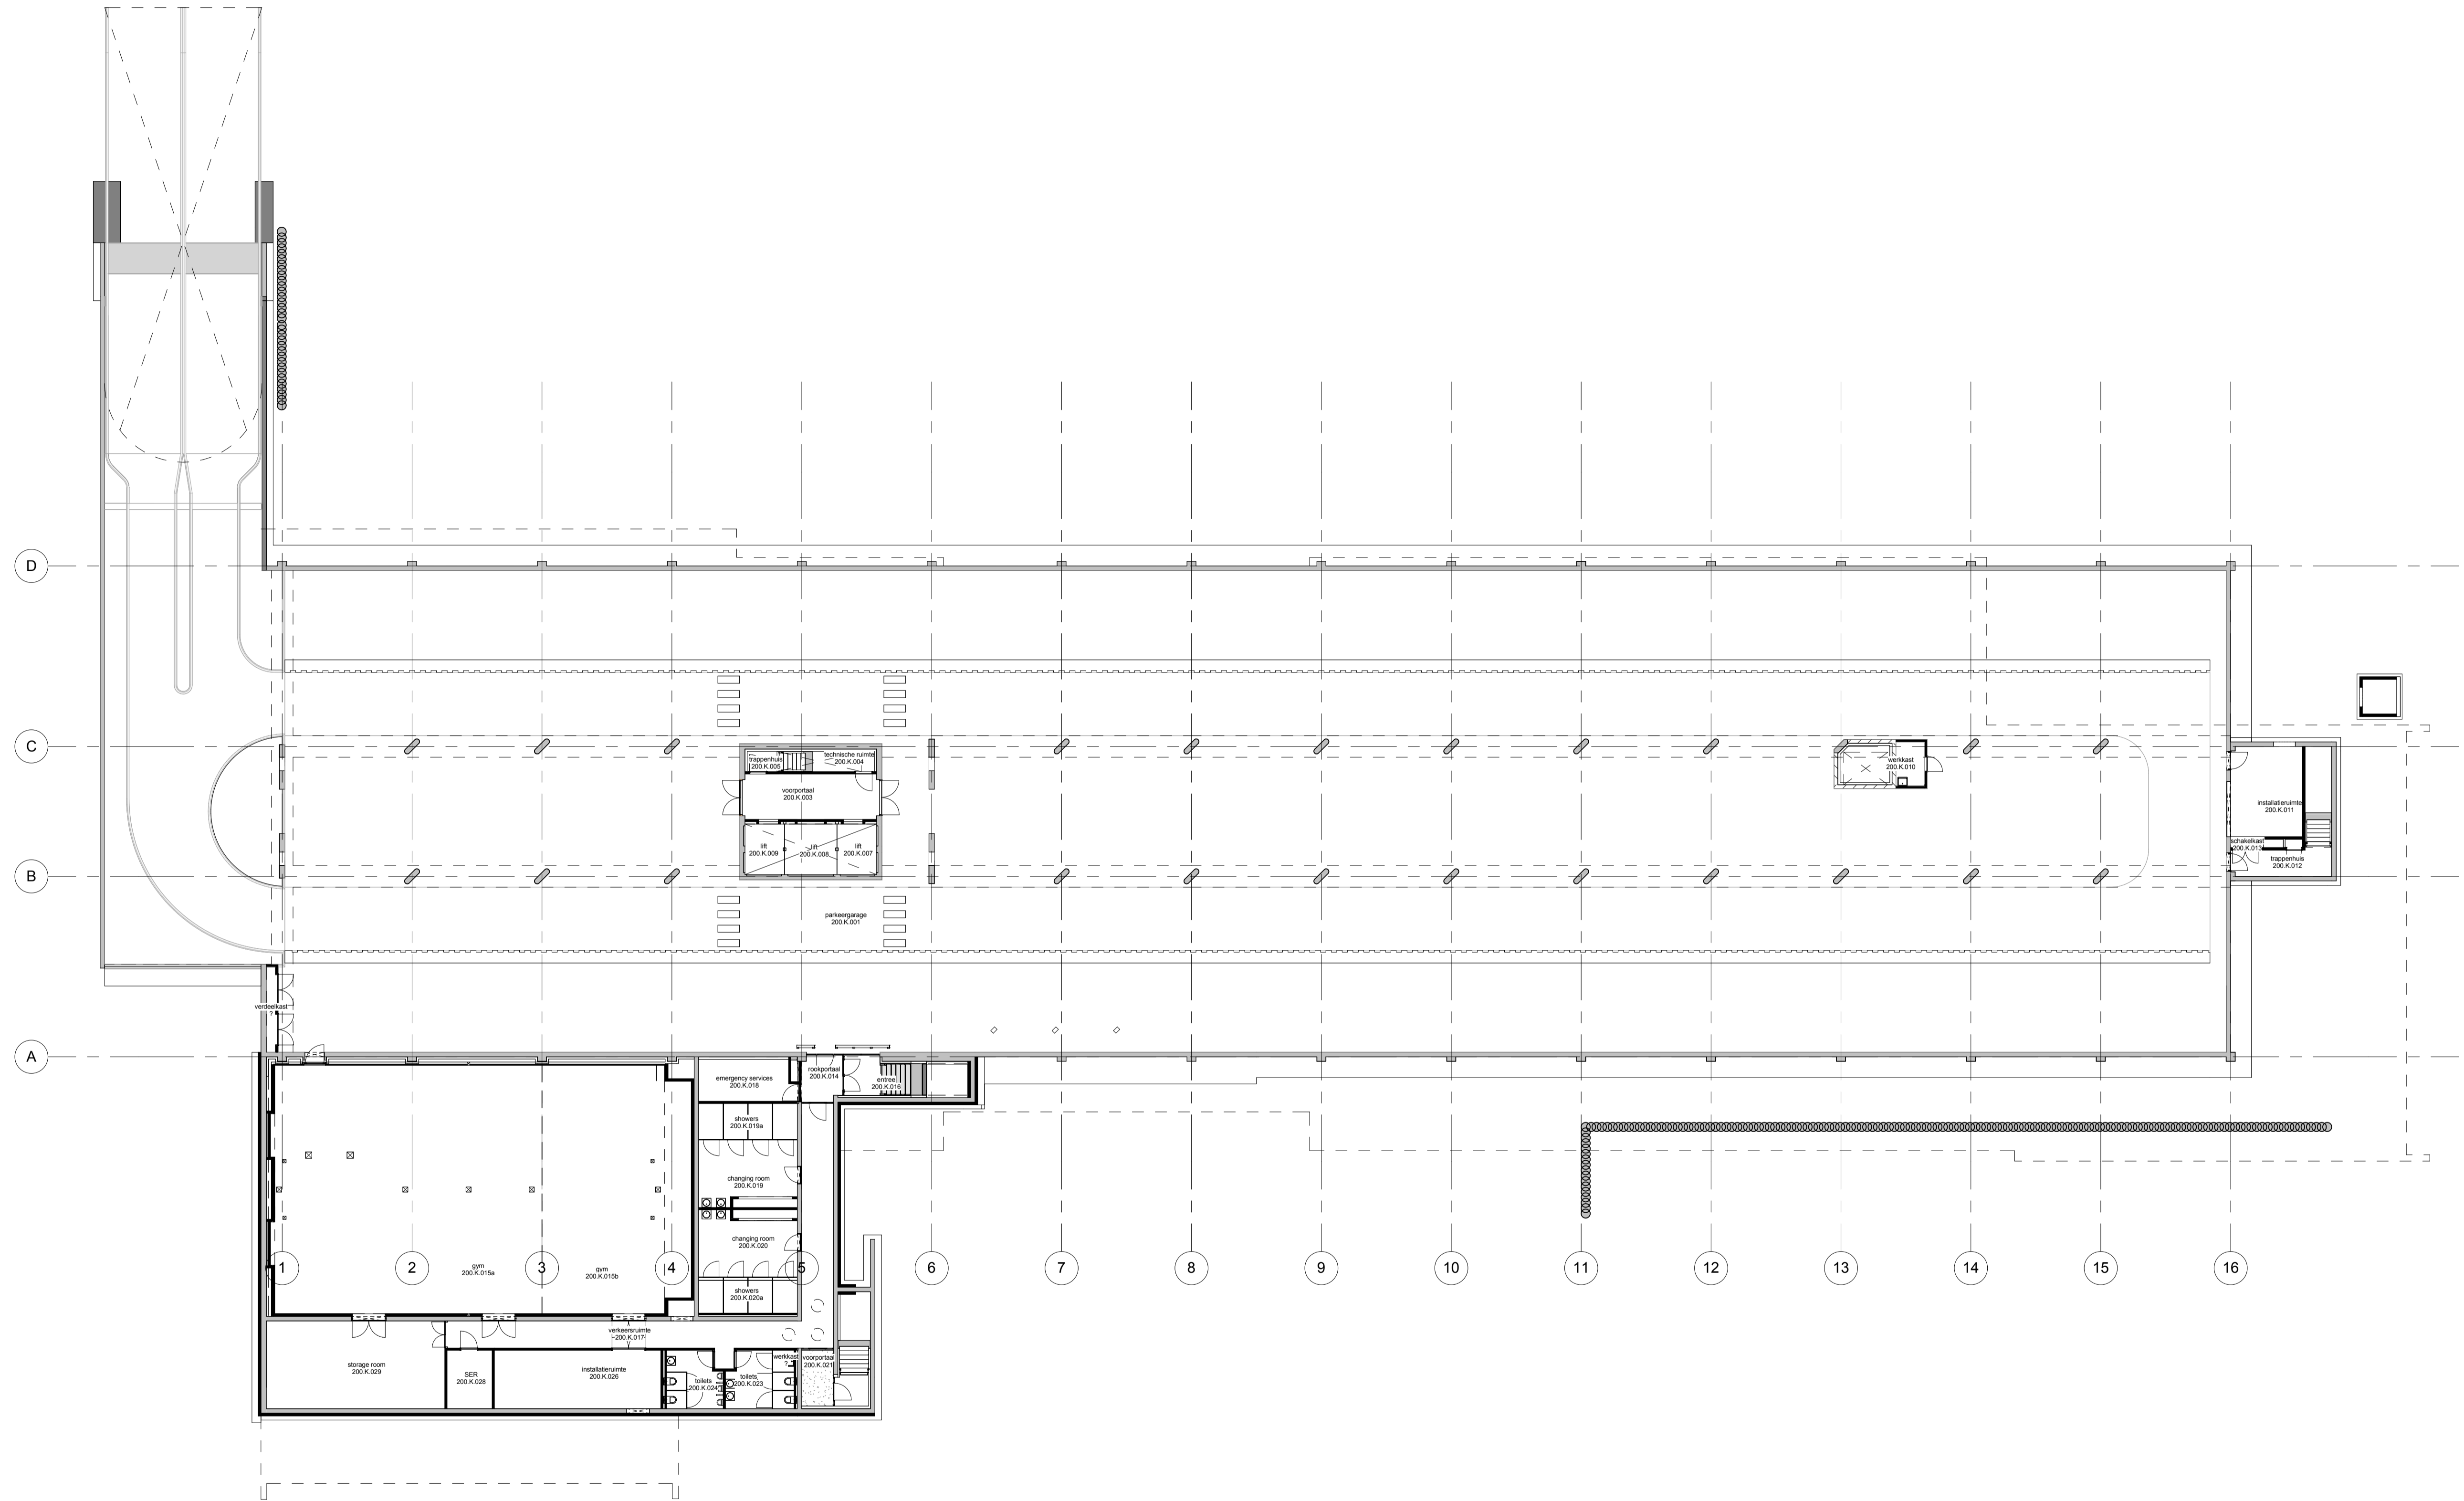 D
C
trappenhuis
200.K.005
technische ruimte
200.K.004
voorportaal
200.K.003
werkkast
200.K.010
installatieruimte
200.K.011
lift
200.K.009
lift
200.K.008
lift
200.K.007
schakelkast
200.K.013
trappenhuis
200.K.012
B
parkeergarage
200.K.001
verdeelkast
?
A
rookportaal
200.K.014
emergency services
200.K.018
entree
200.K.016
showers
200.K.019a
changing room
200.K.019
changing room
200.K.020
gym
200.K.015a
gym
200.K.015b
1
2
3
4
5
6
7
8
9
10
11
12
13
14
15
16
showers
200.K.020a
verkeersruimte
200.K.017
storage room
200.K.029
SER
200.K.028
installatieruimte
200.K.026
toilets
200.K.024
toilets
200.K.023
werkkast
?
voorportaal
200.K.021